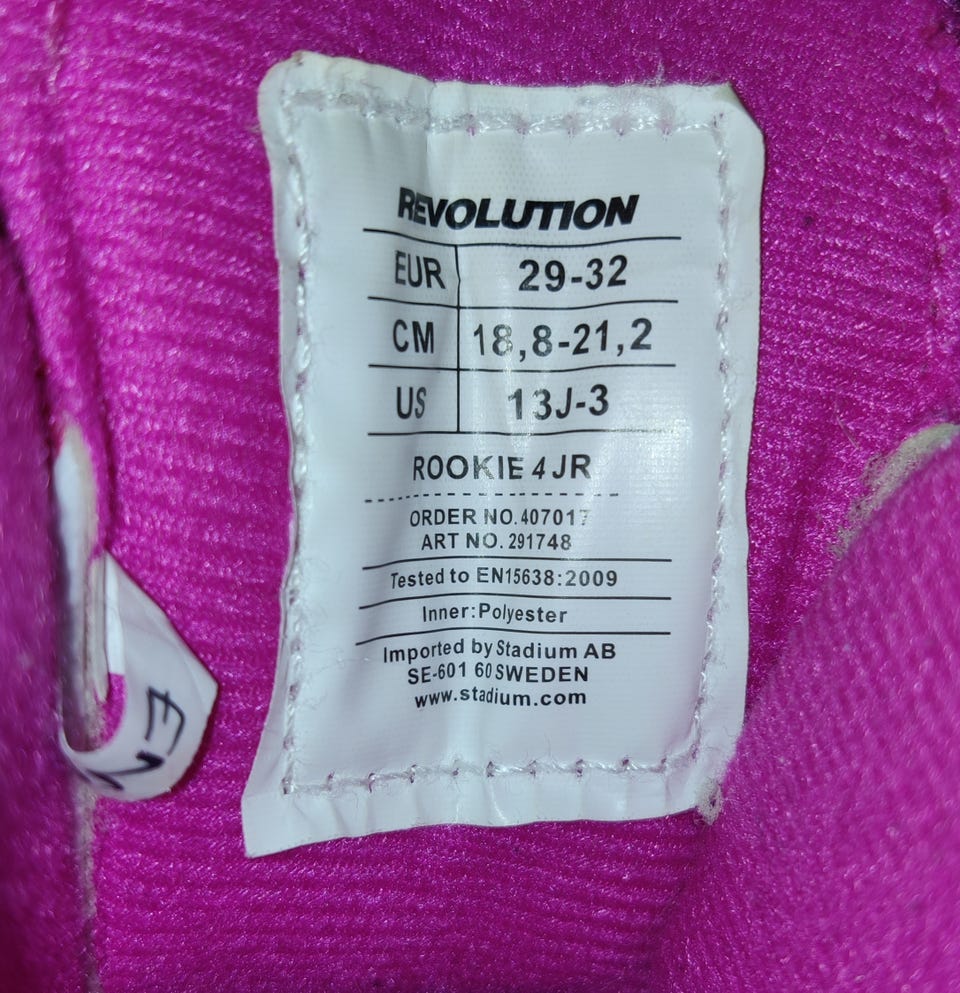 REVOLUTION
EUR 29-32
CM 18,8-21,2
US 13J-3
ROOKIE 4 JR
ORDER NO. 407017
ART NO. 291748
Tested to EN15638:2009
Inner:Polyester
Imported by Stadium AB
SE-601 60 SWEDEN
www.stadium.com